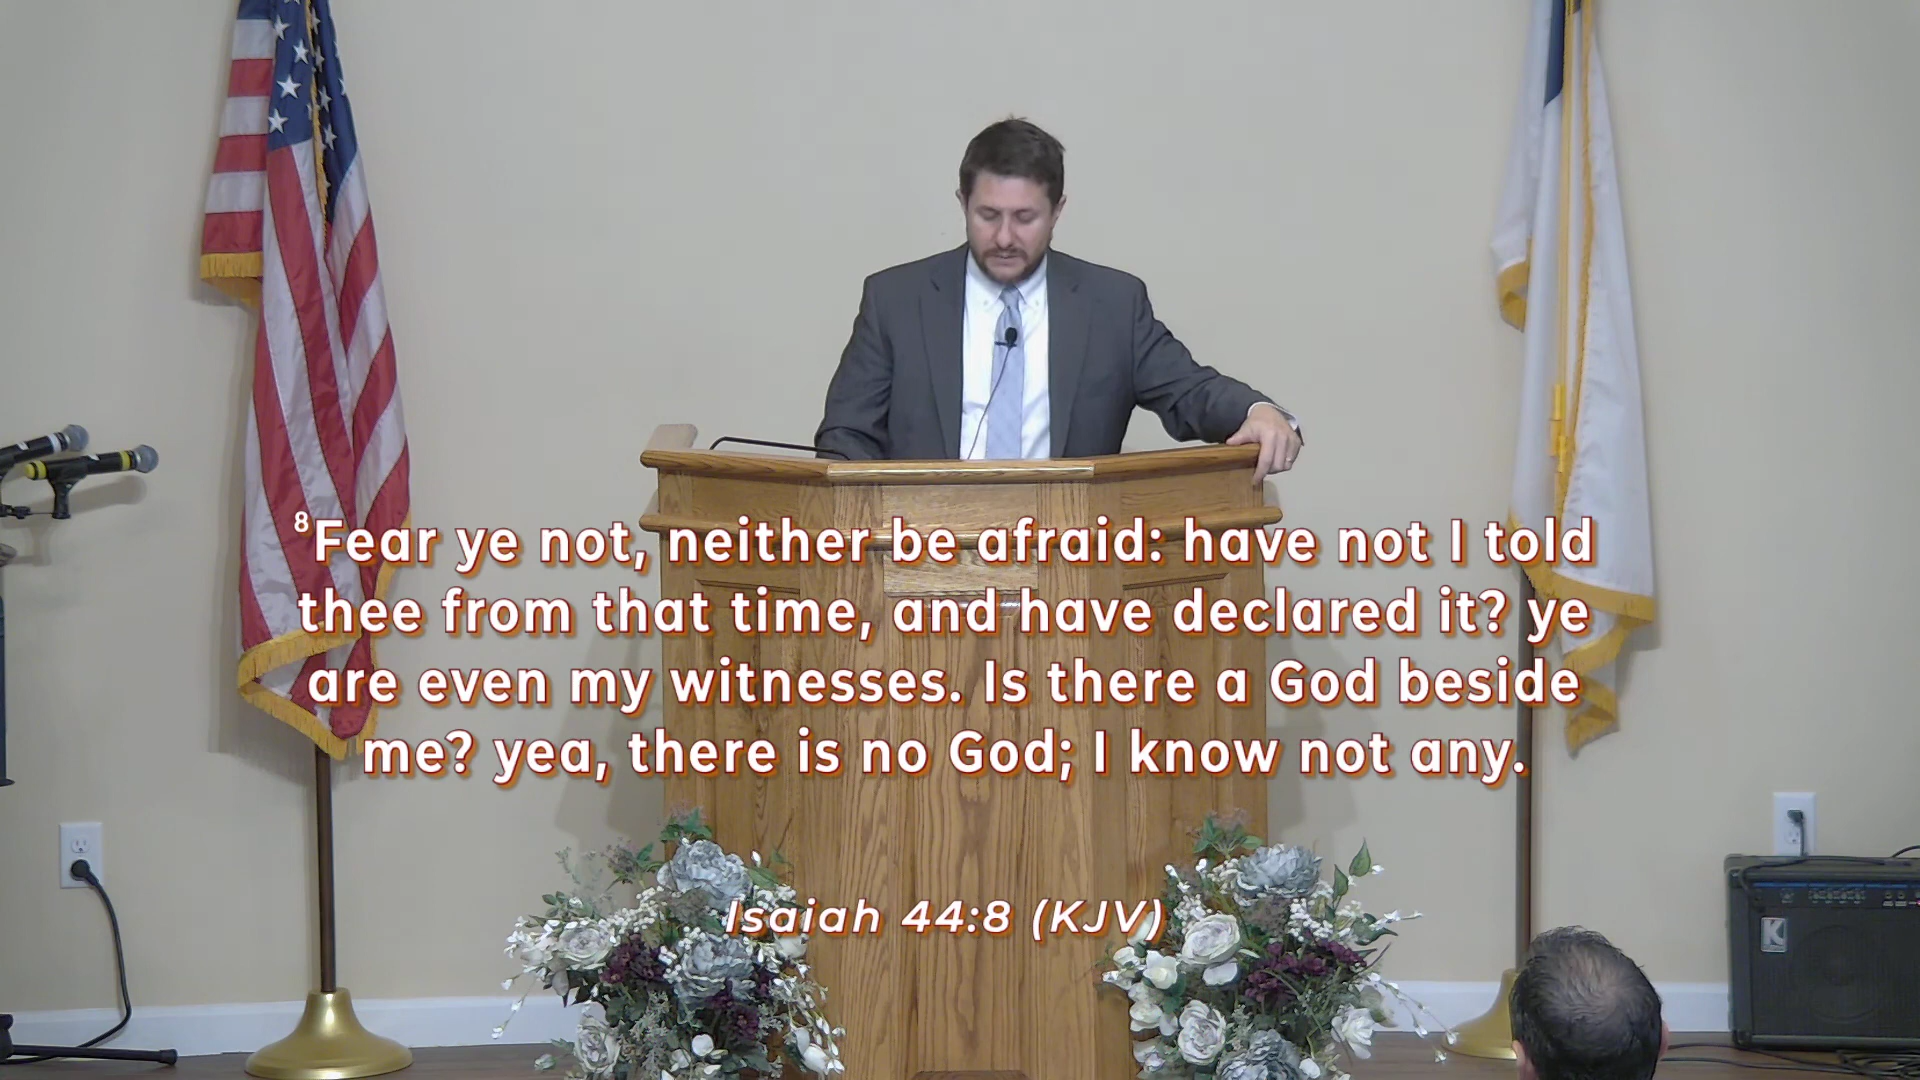 ⁸Fear ye not, neither be afraid: have not I told
thee from that time, and have declared it? ye
are even my witnesses. Is there a God beside
me? yea, there is no God; I know not any.
Isaiah 44:8 (KJV)
K